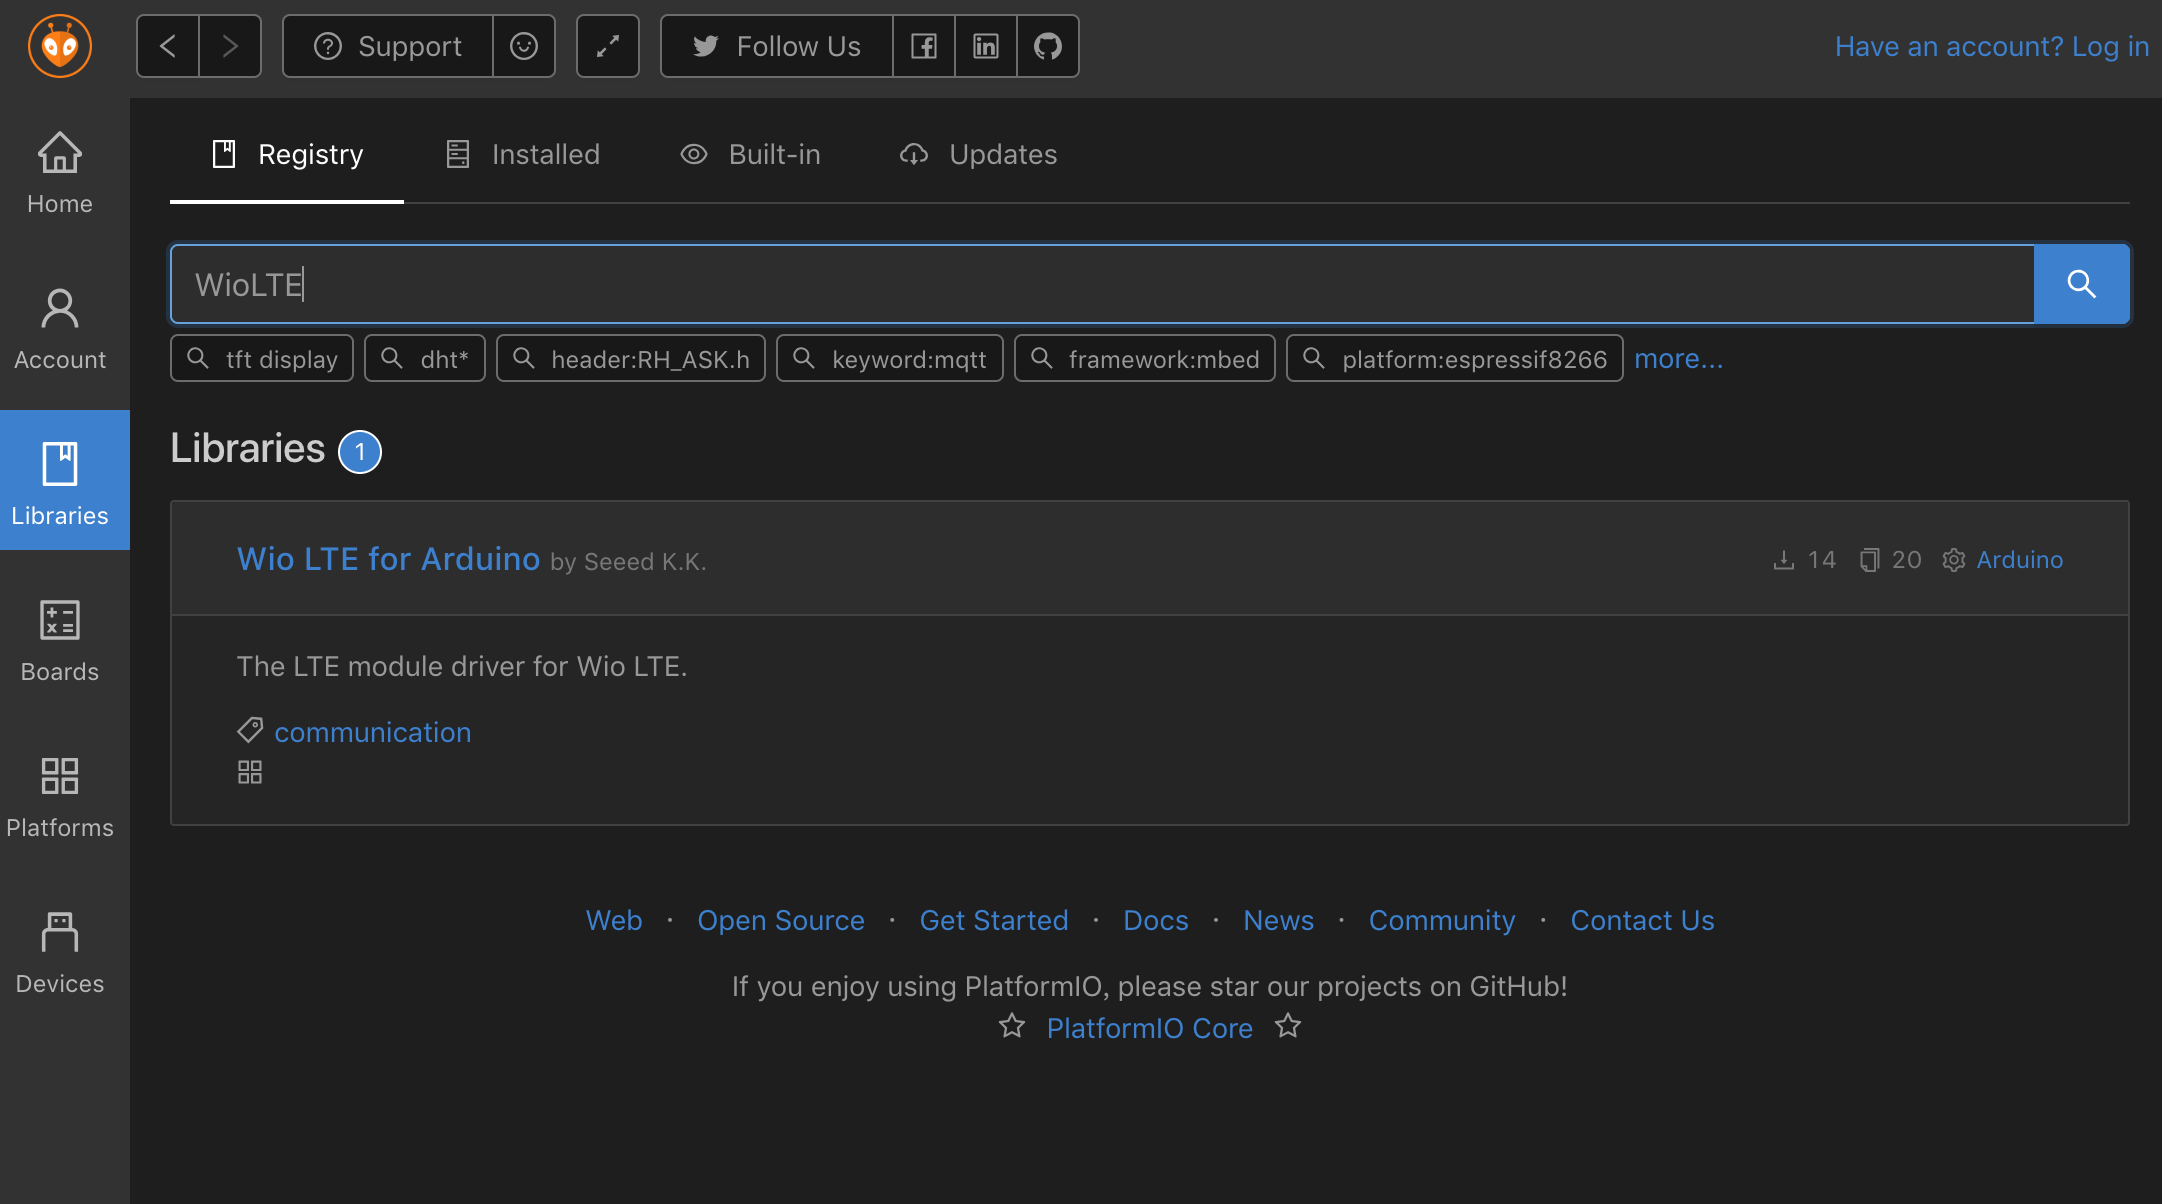 Support Follow Us Have an account? Log in
Home
Account
Libraries
Boards
Platforms
Devices
Registry Installed Built-in Updates
WioLTE
tft display dht* header:RH_ASK.h keyword:mqtt framework:mbed platform:espressif8266 more...
Libraries 1
Wio LTE for Arduino by Seeed K.K. 14 20 Arduino
The LTE module driver for Wio LTE.
communication
Web · Open Source · Get Started · Docs · News · Community · Contact Us
If you enjoy using PlatformIO, please star our projects on GitHub!
PlatformIO Core